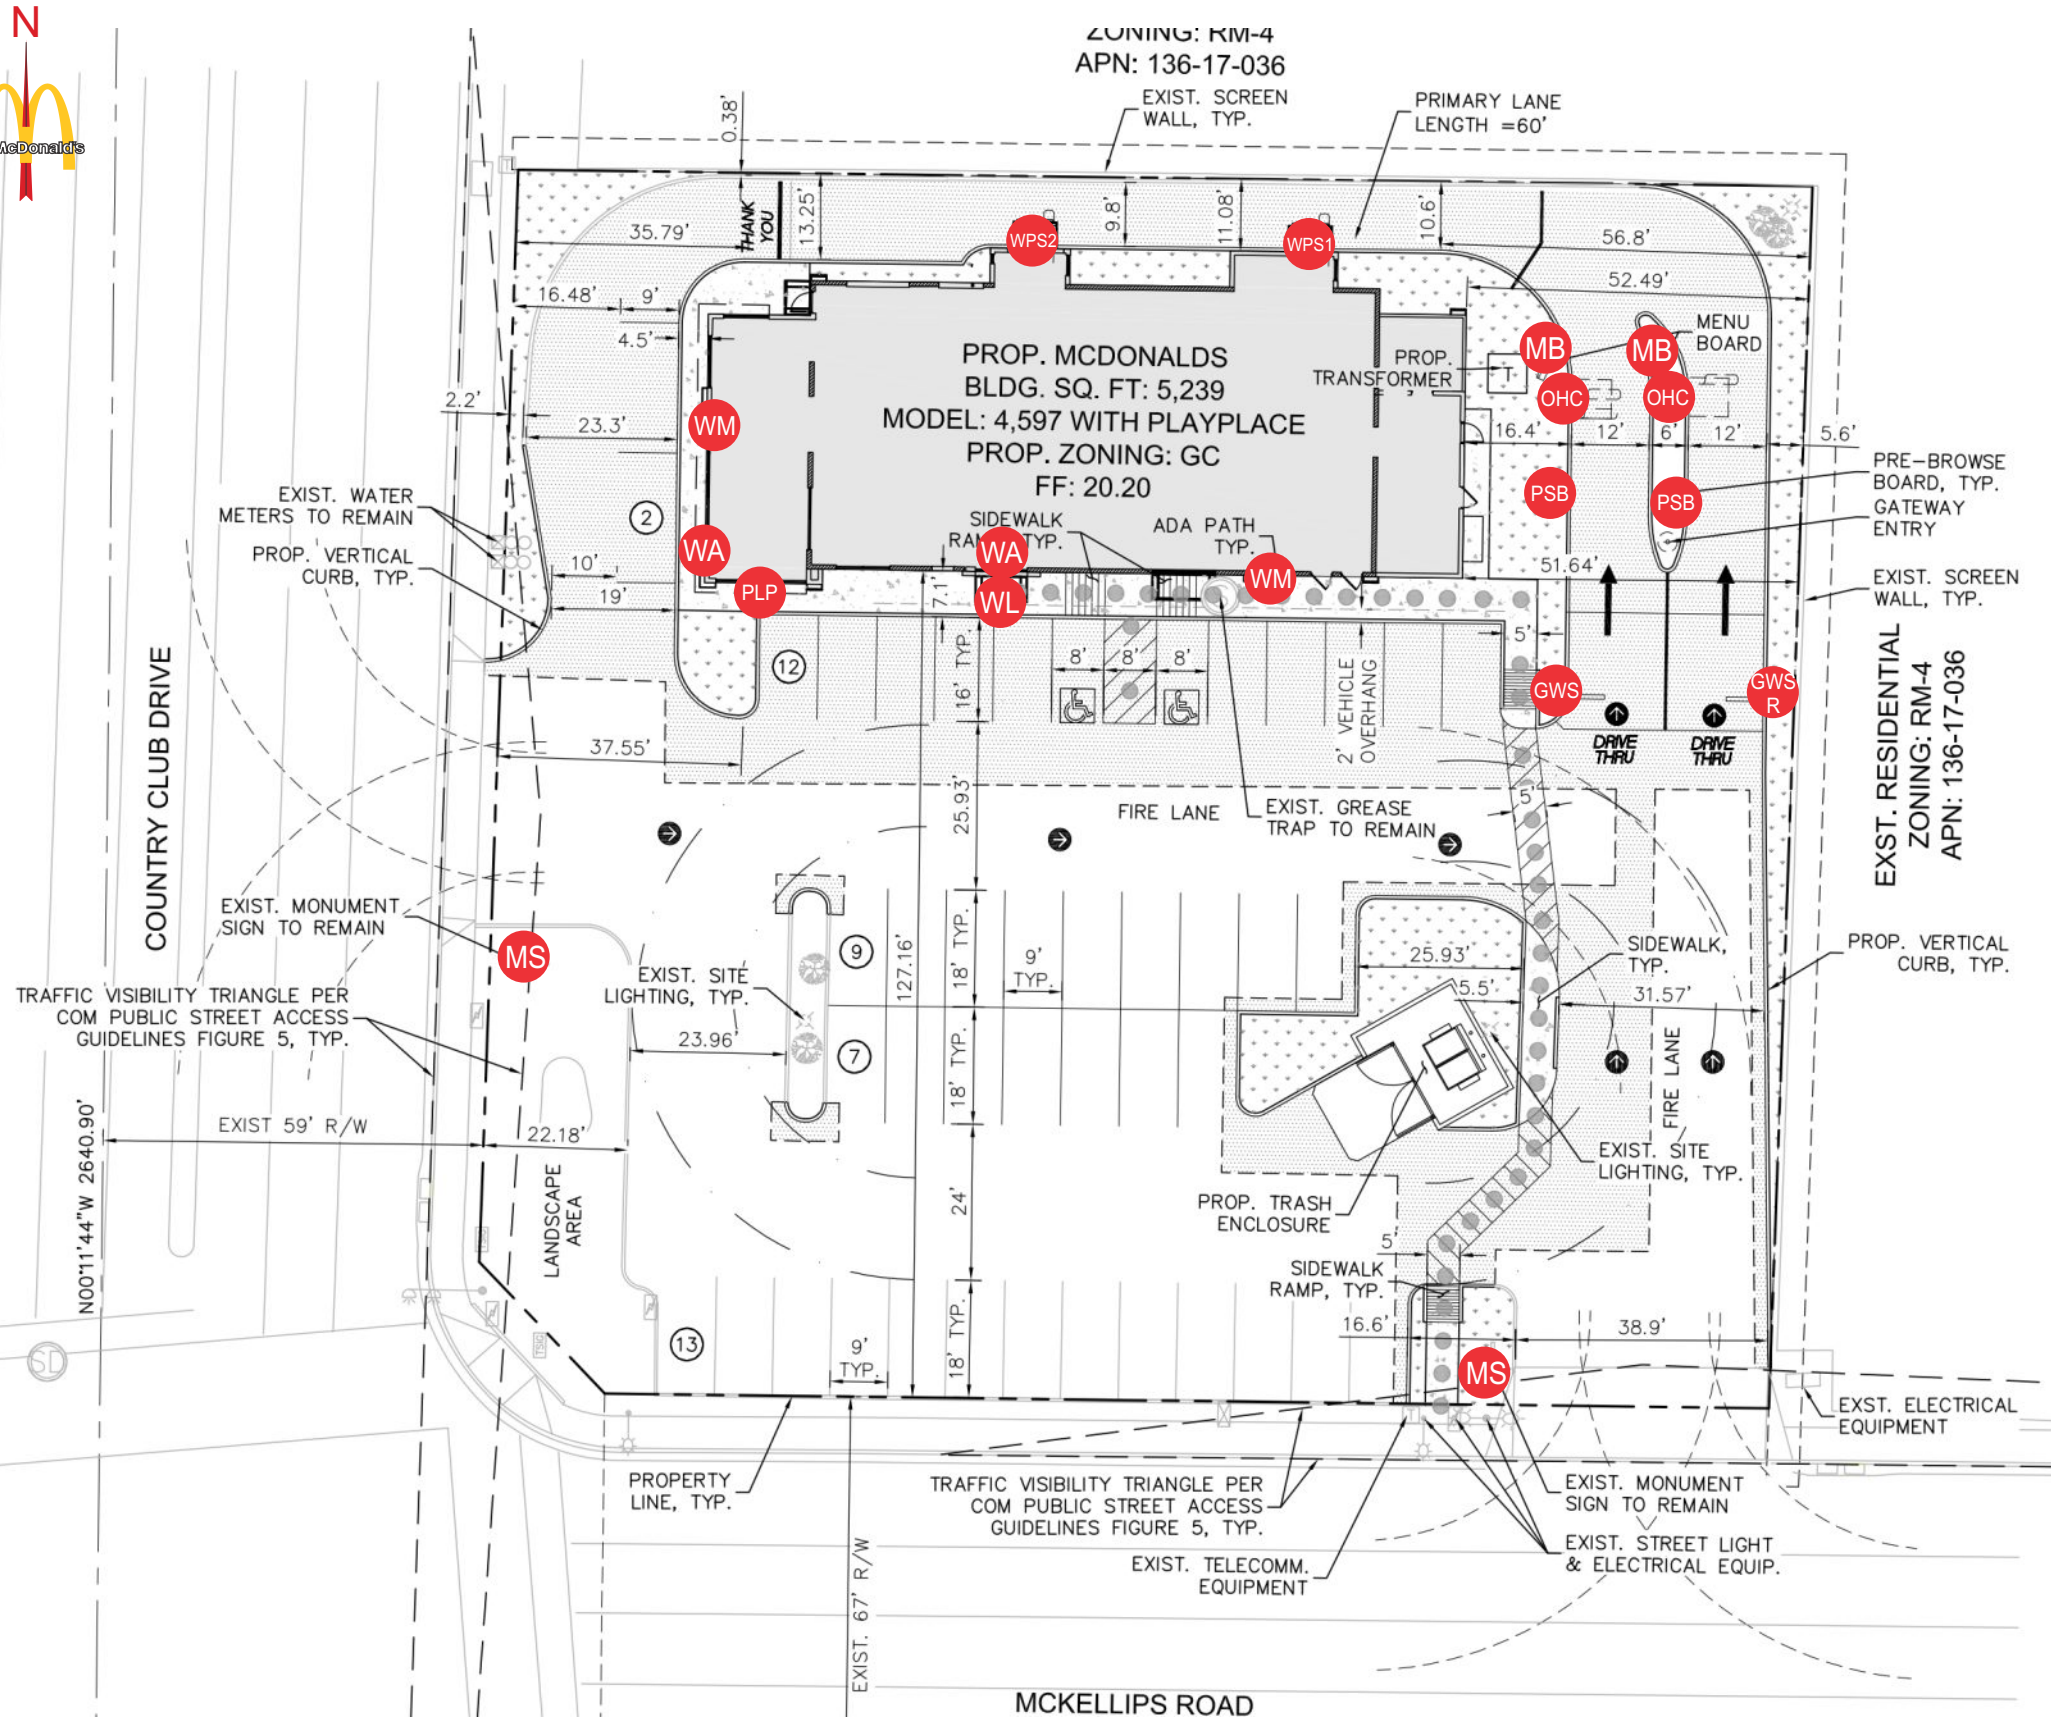 N
McDonald's
ZONING: RM-4
APN: 136-17-036
EXIST. SCREEN
WALL, TYP.
PRIMARY LANE
LENGTH =60'
0.38'
THANK
YOU
13.25'
9.8'
11.08'
10.6'
35.79'
56.8'
52.49'
16.48'
9'
4.5'
WPS2
WPS1
MENU
BOARD
MB
MB
PROP. MCDONALDS
BLDG. SQ. FT: 5,239
MODEL: 4,597 WITH PLAYPLACE
PROP. ZONING: GC
FF: 20.20
PROP.
TRANSFORMER
T
OHC
OHC
2.2'
23.3'
WM
16.4'
12'
6'
12'
5.6'
PRE-BROWSE
BOARD, TYP.
GATEWAY
ENTRY
PSB
PSB
EXIST. WATER
METERS TO REMAIN
2
PROP. VERTICAL
CURB, TYP.
SIDEWALK
RAMP, TYP.
ADA PATH
TYP.
WA
WA
WM
PLP
WL
10'
19'
7.1'
51.64'
EXIST. SCREEN
WALL, TYP.
5'
12
16' TYP.
8'
8'
8'
2' VEHICLE
OVERHANG
GWS
GWS
R
DRIVE
THRU
DRIVE
THRU
EXST. RESIDENTIAL
ZONING: RM-4
APN: 136-17-036
COUNTRY CLUB DRIVE
37.55'
25.93'
FIRE LANE
EXIST. GREASE
TRAP TO REMAIN
5'
EXIST. MONUMENT
SIGN TO REMAIN
MS
EXIST. SITE
LIGHTING, TYP.
9
18' TYP.
127.16'
9'
TYP.
25.93'
5.5'
SIDEWALK,
TYP.
31.57'
PROP. VERTICAL
CURB, TYP.
TRAFFIC VISIBILITY TRIANGLE PER
COM PUBLIC STREET ACCESS
GUIDELINES FIGURE 5, TYP.
23.96'
7
18' TYP.
FIRE LANE
EXIST 59' R/W
22.18'
N00°11'44"W 2640.90'
LANDSCAPE
AREA
24'
EXIST. SITE
LIGHTING, TYP.
PROP. TRASH
ENCLOSURE
5'
SIDEWALK
RAMP, TYP.
16.6'
38.9'
SD
TSIC
13
9'
TYP.
18' TYP.
MS
EXST. ELECTRICAL
EQUIPMENT
PROPERTY
LINE, TYP.
TRAFFIC VISIBILITY TRIANGLE PER
COM PUBLIC STREET ACCESS
GUIDELINES FIGURE 5, TYP.
EXIST. MONUMENT
SIGN TO REMAIN
EXIST. TELECOMM.
EQUIPMENT
EXIST. STREET LIGHT
& ELECTRICAL EQUIP.
EXIST. 67' R/W
MCKELLIPS ROAD